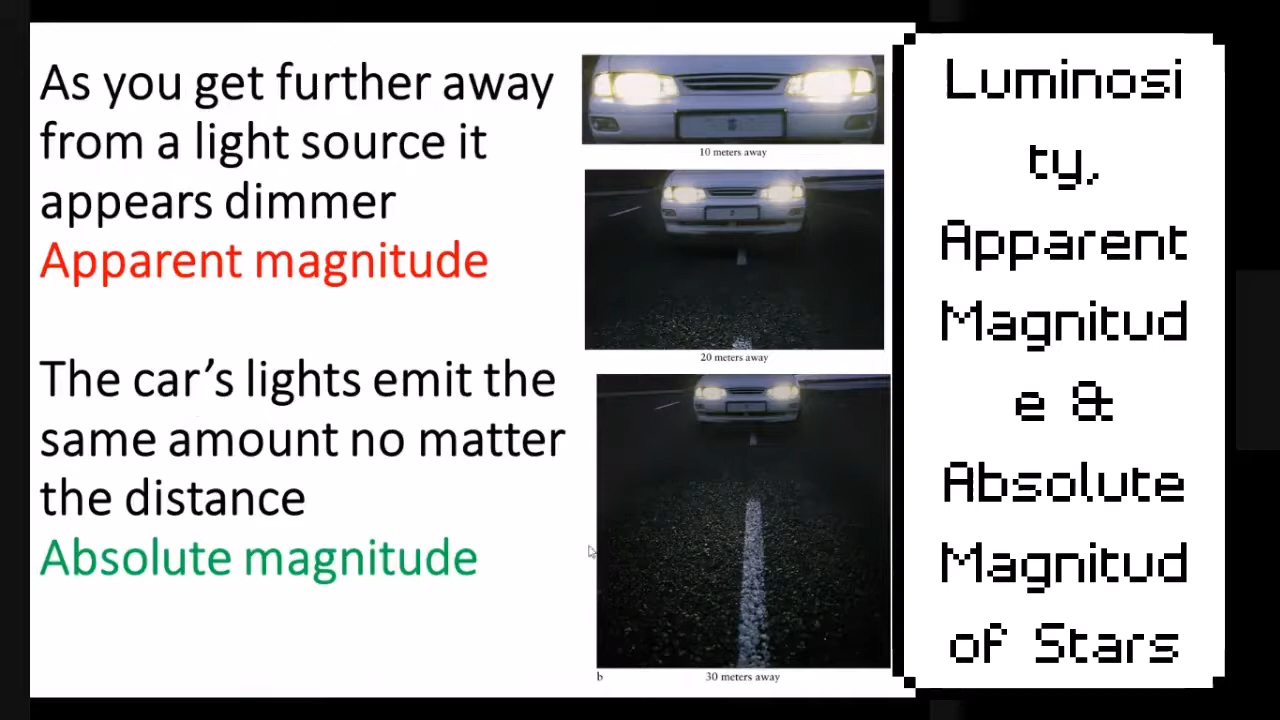 As you get further away
from a light source it
appears dimmer
Apparent magnitude
The car's lights emit the
same amount no matter
the distance
Absolute magnitude
10 meters away
20 meters away
b 30 meters away
Luminosi
ty,
Apparent
Magnitud
e &
Absolute
Magnitud
of Stars